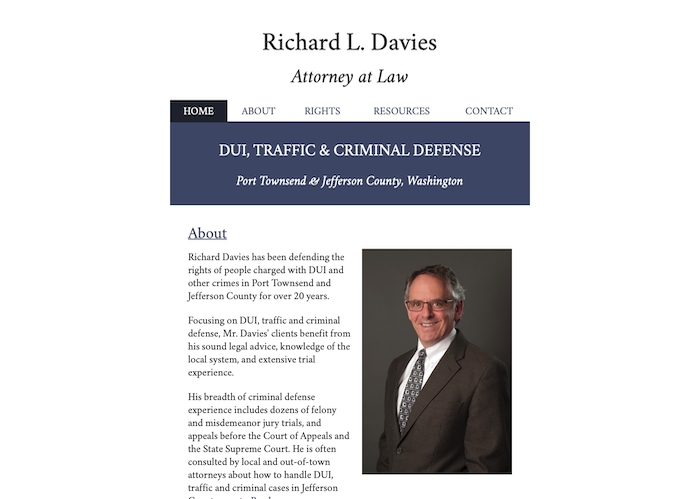 Richard L. Davies
Attorney at Law
HOME ABOUT RIGHTS RESOURCES CONTACT
DUI, TRAFFIC & CRIMINAL DEFENSE
Port Townsend & Jefferson County, Washington
About
Richard Davies has been defending the
rights of people charged with DUI and
other crimes in Port Townsend and
Jefferson County for over 20 years.
Focusing on DUI, traffic and criminal
defense, Mr. Davies' clients benefit from
his sound legal advice, knowledge of the
local system, and extensive trial
experience.
His breadth of criminal defense
experience includes dozens of felony
and misdemeanor jury trials, and
appeals before the Court of Appeals and
the State Supreme Court. He is often
consulted by local and out-of-town
attorneys about how to handle DUI,
traffic and criminal cases in Jefferson